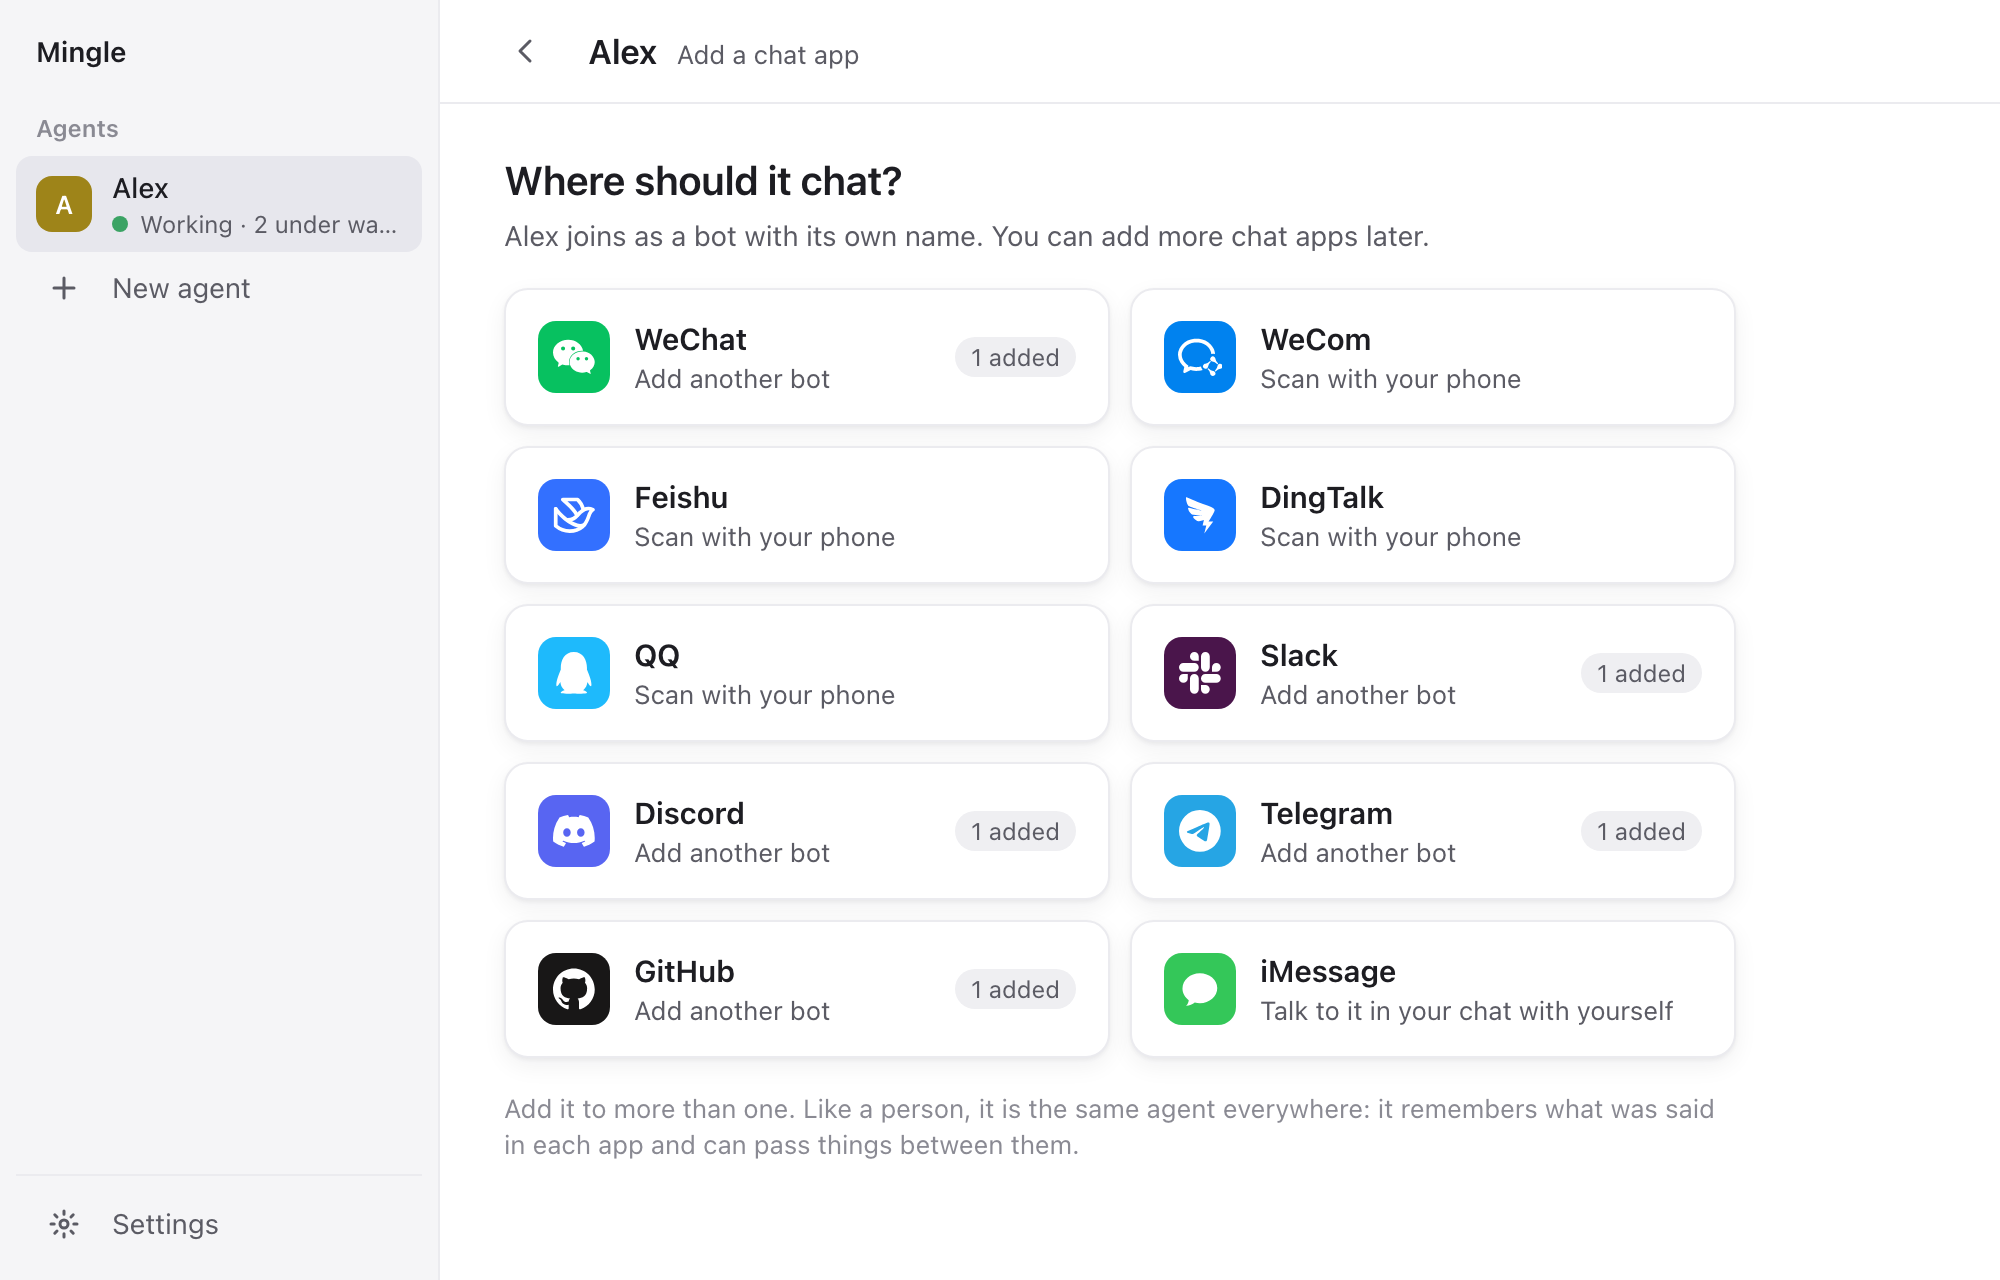 Mingle
Agents
A
Alex
Working · 2 under wa...
New agent
Settings
Alex
Add a chat app
Where should it chat?
Alex joins as a bot with its own name. You can add more chat apps later.
WeChat
Add another bot
1 added
WeCom
Scan with your phone
Feishu
Scan with your phone
DingTalk
Scan with your phone
QQ
Scan with your phone
Slack
Add another bot
1 added
Discord
Add another bot
1 added
Telegram
Add another bot
1 added
GitHub
Add another bot
1 added
iMessage
Talk to it in your chat with yourself
Add it to more than one. Like a person, it is the same agent everywhere: it remembers what was said
in each app and can pass things between them.